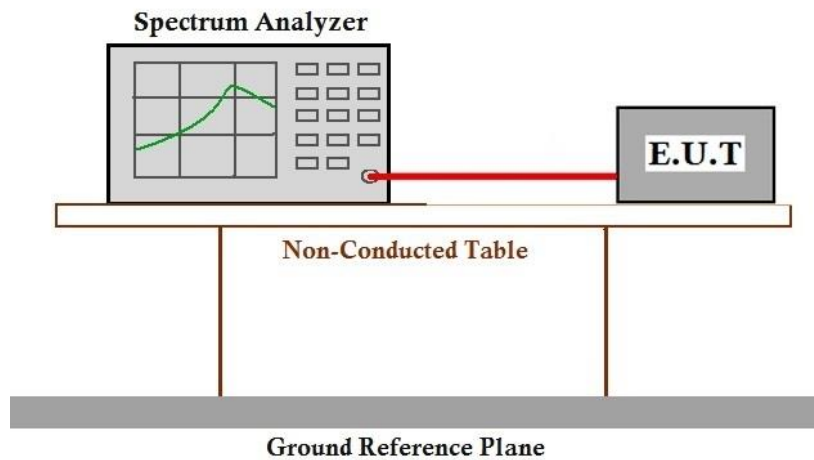 Spectrum Analyzer
E.U.T
Non-Conducted Table
Ground Reference Plane